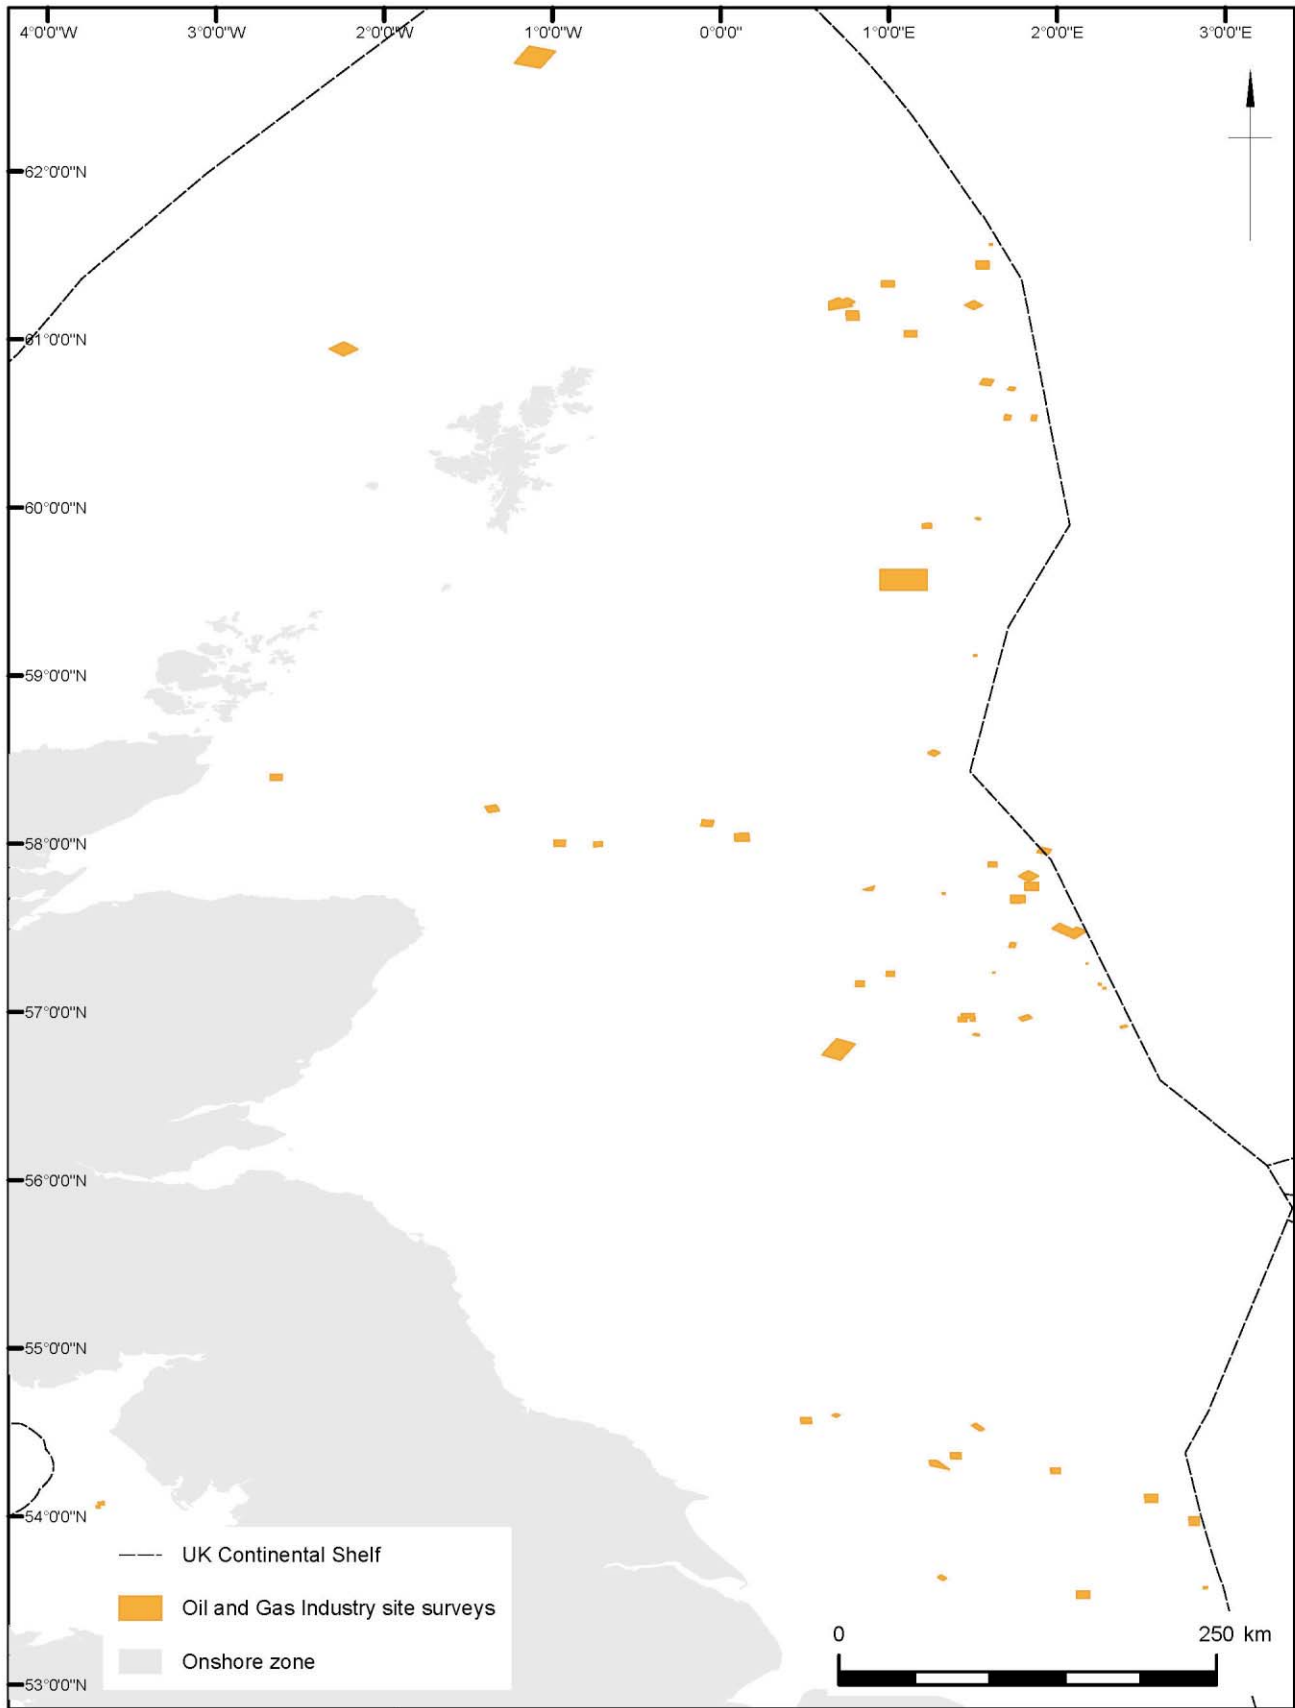 4°0'0"W 3°0'0"W 2°0'0"W 1°0'0"W 0°0'0" 1°0'0"E 2°0'0"E 3°0'0"E
62°0'0"N
61°0'0"N
60°0'0"N
59°0'0"N
58°0'0"N
57°0'0"N
56°0'0"N
55°0'0"N
54°0'0"N
53°0'0"N
UK Continental Shelf
Oil and Gas Industry site surveys
Onshore zone
0 250 km